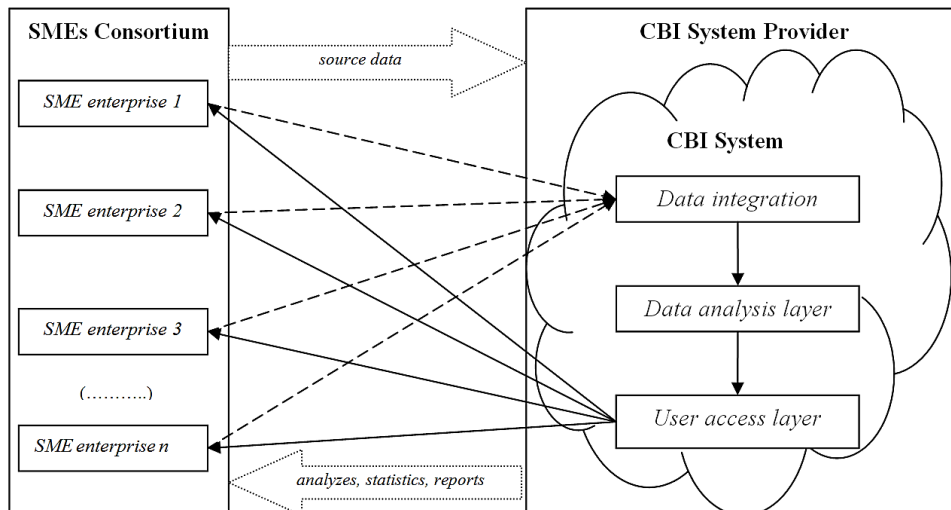 SMEs Consortium
SME enterprise 1
SME enterprise 2
SME enterprise 3
(………..)
SME enterprise n
source data
analyzes, statistics, reports
CBI System Provider
CBI System
Data integration
Data analysis layer
User access layer